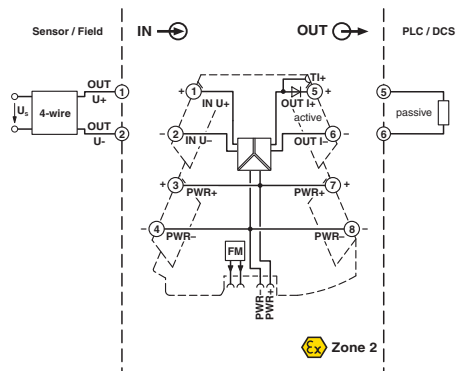 Sensor / Field
IN
OUT
PLC / DCS
OUT
U+
1
Us
4-wire
OUT
U-
2
+ 1
IN U+
TI+
5 +
OUT I+
active
- 2
IN U-
6 -
OUT I-
+ 3
PWR+
7 +
PWR+
- 4
PWR-
8 -
PWR-
FM
PWR-
PWR+
5
passive
6
Ex Zone 2